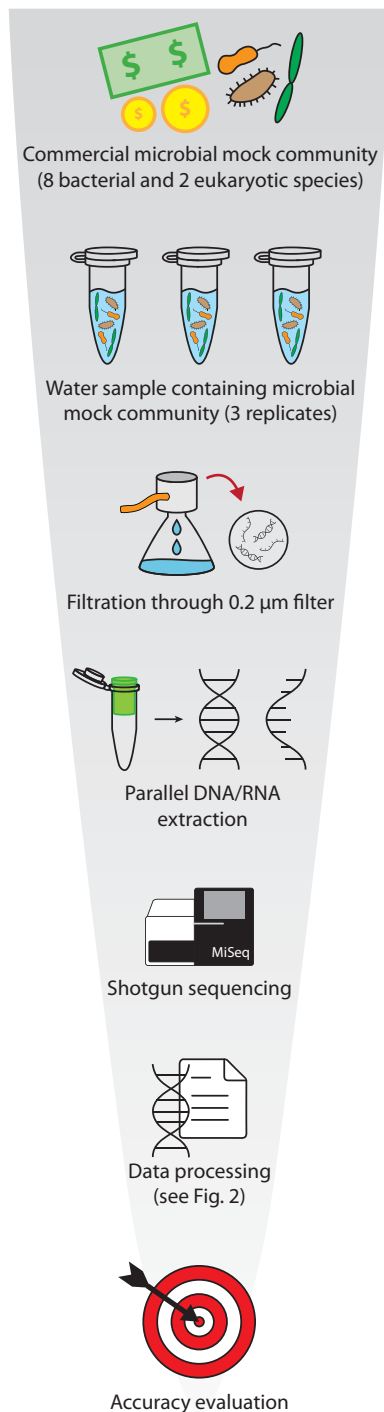 $ $
$ $
Commercial microbial mock community
(8 bacterial and 2 eukaryotic species)
Water sample containing microbial
mock community (3 replicates)
Filtration through 0.2 µm filter
Parallel DNA/RNA
extraction
MiSeq
Shotgun sequencing
Data processing
(see Fig. 2)
Accuracy evaluation